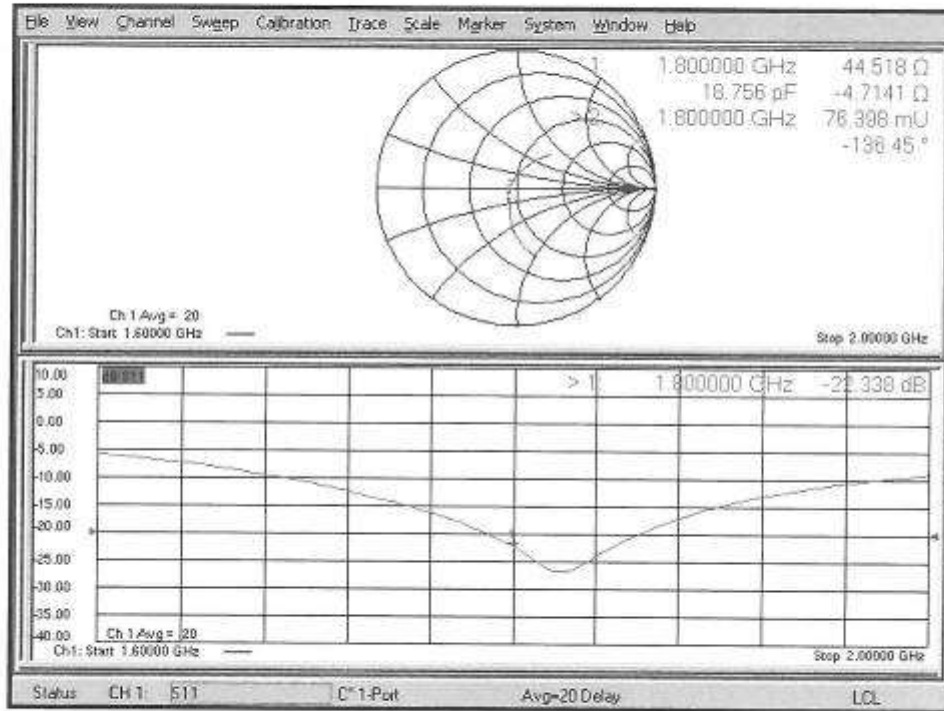 File View Channel Sweep Calibration Trace Scale Marker System Window Help
1 1.800000 GHz 44.518 Ω
18.756 pF -4.7141 Ω
> 2 1.800000 GHz 76.398 mU
-136.45 °
Ch 1 Avg = 20
Ch1: Start 1.60000 GHz
Stop 2.00000 GHz
10.00
5.00
0.00
-5.00
-10.00
-15.00
-20.00
-25.00
-30.00
-35.00
-40.00
> 1: 1.800000 GHz -22.338 dB
Ch 1 Avg = 20
Ch1: Start 1.60000 GHz
Stop 2.00000 GHz
Status CH 1: S11 C* 1-Port Avg=20 Delay LCL